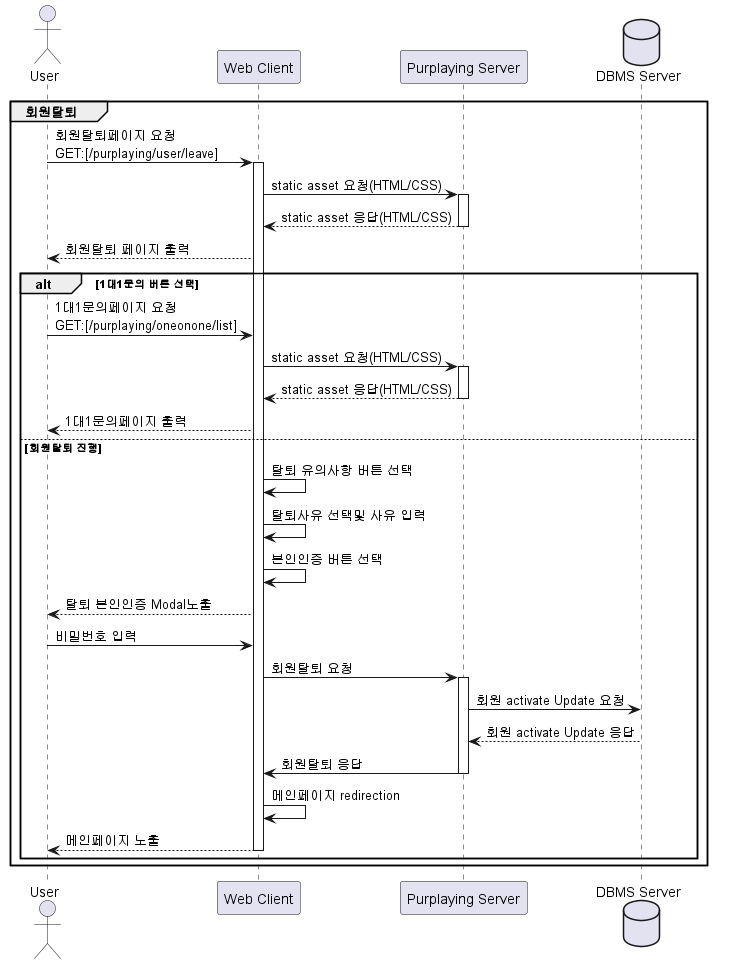 User
Web Client
Purplaying Server
DBMS Server
회원탈퇴
회원탈퇴페이지 요청
GET:[/purplaying/user/leave]
static asset 요청(HTML/CSS)
static asset 응답(HTML/CSS)
회원탈퇴 페이지 출력
alt [1대1문의 버튼 선택]
1대1문의페이지 요청
GET:[/purplaying/oneonone/list]
static asset 요청(HTML/CSS)
static asset 응답(HTML/CSS)
1대1문의페이지 출력
[회원탈퇴 진행]
탈퇴 유의사항 버튼 선택
탈퇴사유 선택및 사유 입력
본인인증 버튼 선택
탈퇴 본인인증 Modal노출
비밀번호 입력
회원탈퇴 요청
회원 activate Update 요청
회원 activate Update 응답
회원탈퇴 응답
메인페이지 redirection
메인페이지 노출
User
Web Client
Purplaying Server
DBMS Server